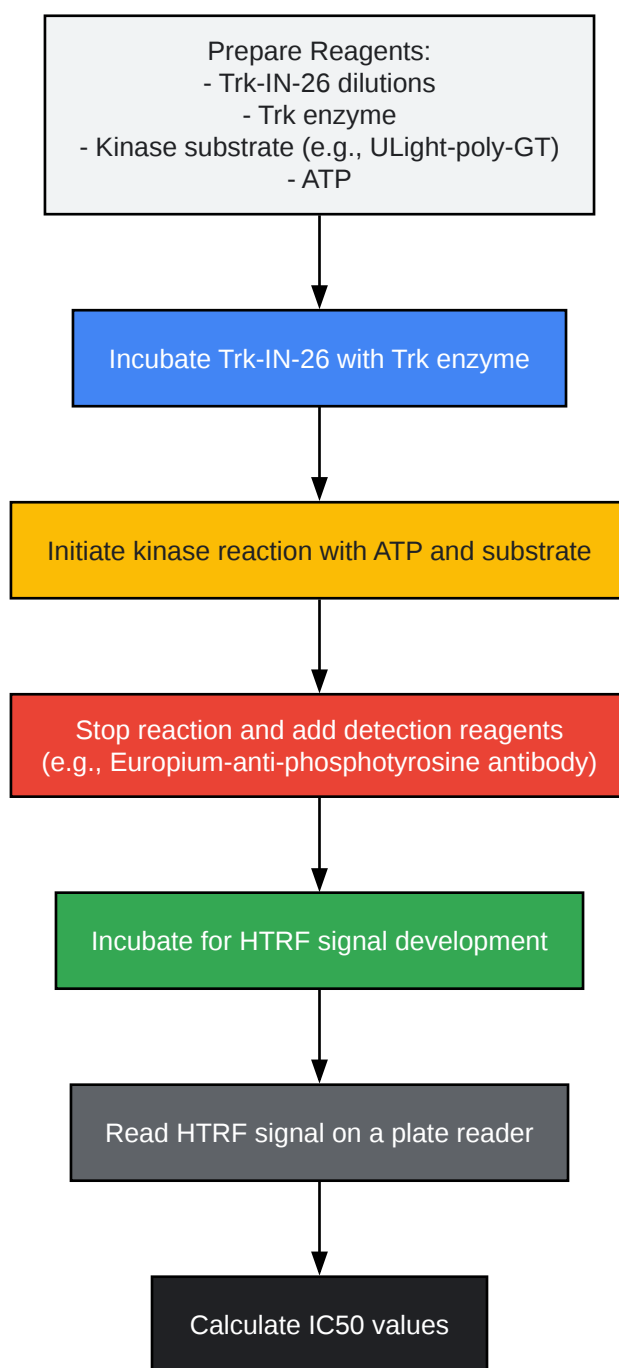 Prepare Reagents:
- Trk-IN-26 dilutions
- Trk enzyme
- Kinase substrate (e.g., ULight-poly-GT)
- ATP
Incubate Trk-IN-26 with Trk enzyme
Initiate kinase reaction with ATP and substrate
Stop reaction and add detection reagents
(e.g., Europium-anti-phosphotyrosine antibody)
Incubate for HTRF signal development
Read HTRF signal on a plate reader
Calculate IC50 values